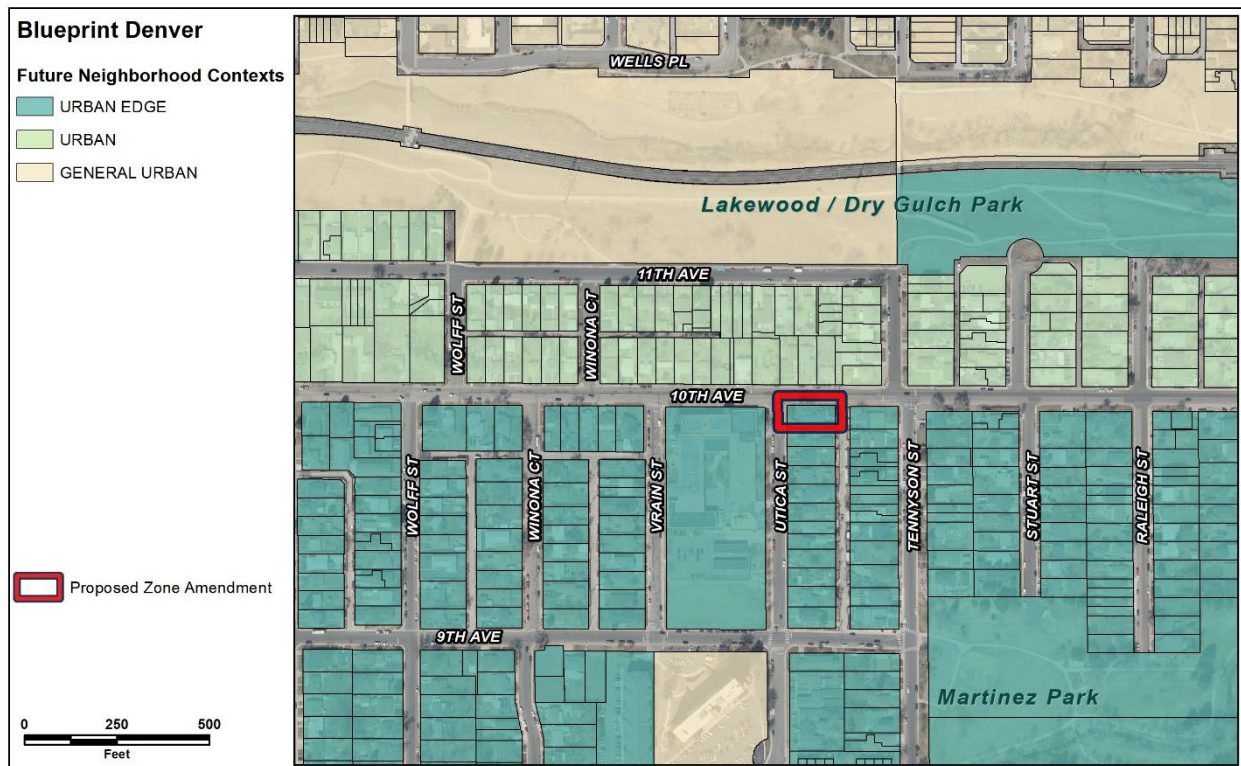 Blueprint Denver
Future Neighborhood Contexts
URBAN EDGE
URBAN
GENERAL URBAN
Proposed Zone Amendment
0 250 500
Feet
WELLS PL
Lakewood / Dry Gulch Park
11TH AVE
WOLFF ST
WINONA CT
10TH AVE
WOLFF ST
WINONA CT
VRAIN ST
UTICA ST
TENNYSON ST
STUART ST
RALEIGH ST
9TH AVE
Martinez Park